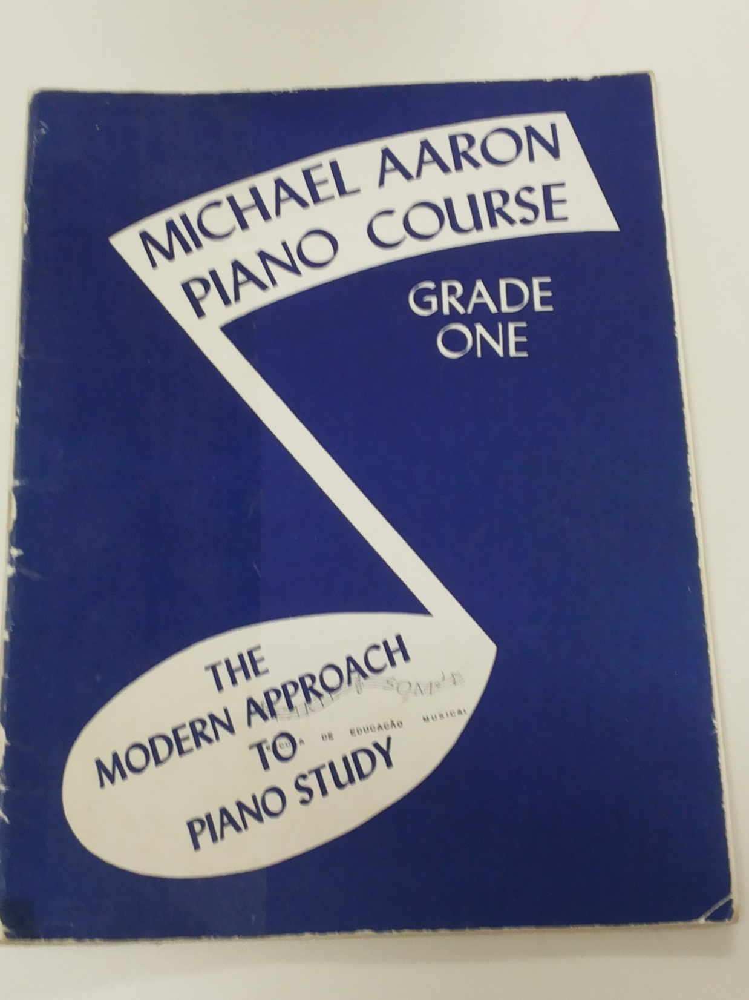 MICHAEL AARON
PIANO COURSE
GRADE
ONE
THE
MODERN APPROACH
TO
PIANO STUDY
DE EDUCAÇÃO MUSICAL